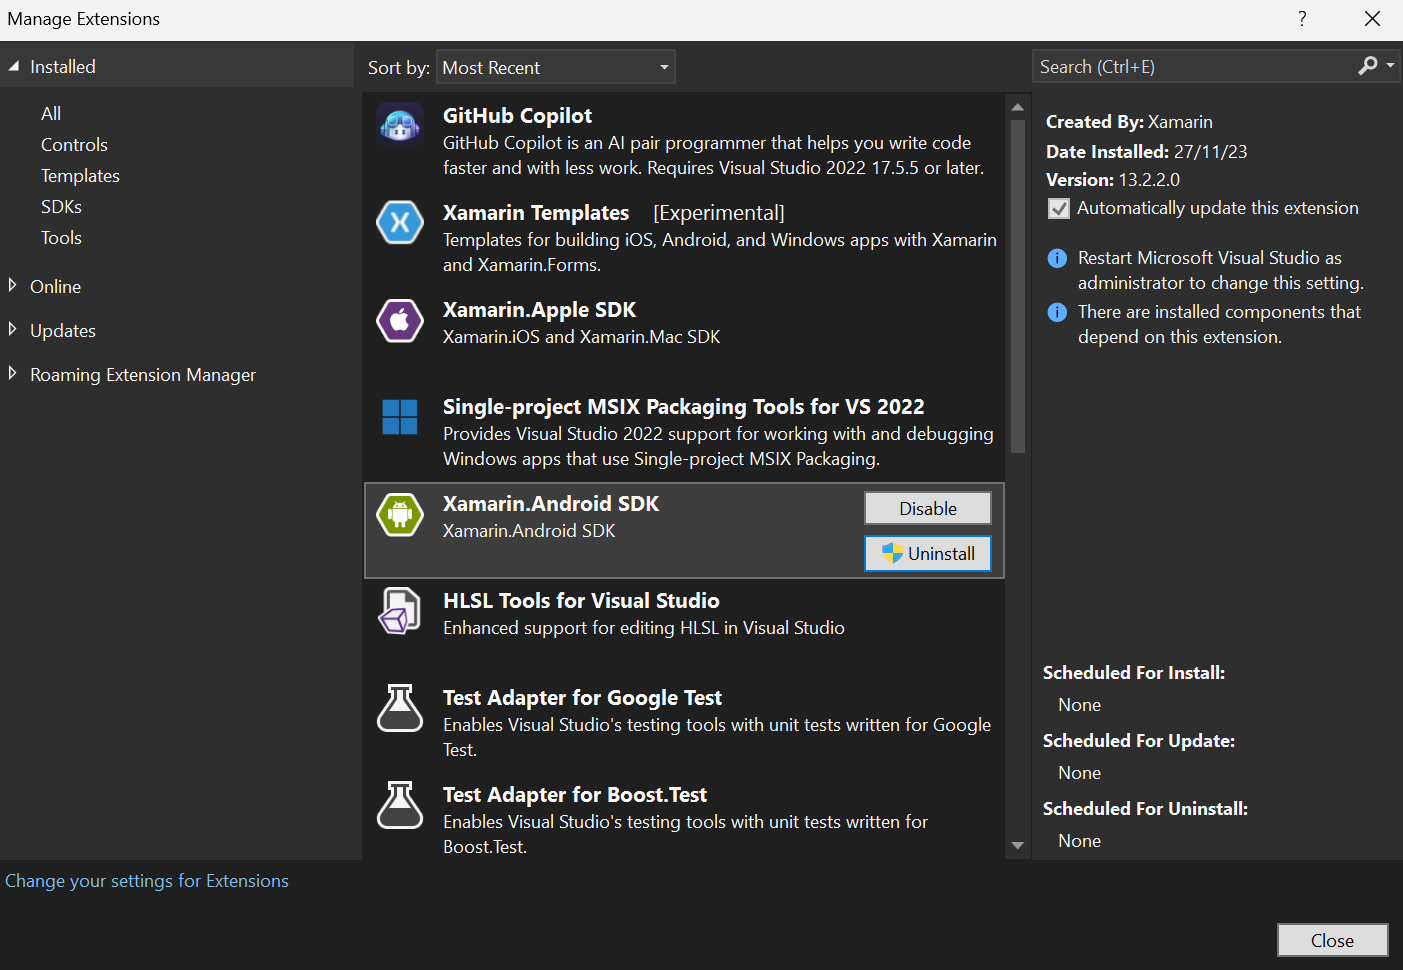 Manage Extensions
?
Installed
All
Controls
Templates
SDKs
Tools
Online
Updates
Roaming Extension Manager
Sort by: Most Recent
GitHub Copilot
GitHub Copilot is an AI pair programmer that helps you write code
faster and with less work. Requires Visual Studio 2022 17.5.5 or later.
Xamarin Templates [Experimental]
Templates for building iOS, Android, and Windows apps with Xamarin
and Xamarin.Forms.
Xamarin.Apple SDK
Xamarin.iOS and Xamarin.Mac SDK
Single-project MSIX Packaging Tools for VS 2022
Provides Visual Studio 2022 support for working with and debugging
Windows apps that use Single-project MSIX Packaging.
Xamarin.Android SDK
Xamarin.Android SDK
Disable
Uninstall
HLSL Tools for Visual Studio
Enhanced support for editing HLSL in Visual Studio
Test Adapter for Google Test
Enables Visual Studio's testing tools with unit tests written for Google
Test.
Test Adapter for Boost.Test
Enables Visual Studio's testing tools with unit tests written for
Boost.Test.
Search (Ctrl+E)
Created By: Xamarin
Date Installed: 27/11/23
Version: 13.2.2.0
Automatically update this extension
Restart Microsoft Visual Studio as
administrator to change this setting.
There are installed components that
depend on this extension.
Scheduled For Install:
None
Scheduled For Update:
None
Scheduled For Uninstall:
None
Change your settings for Extensions
Close